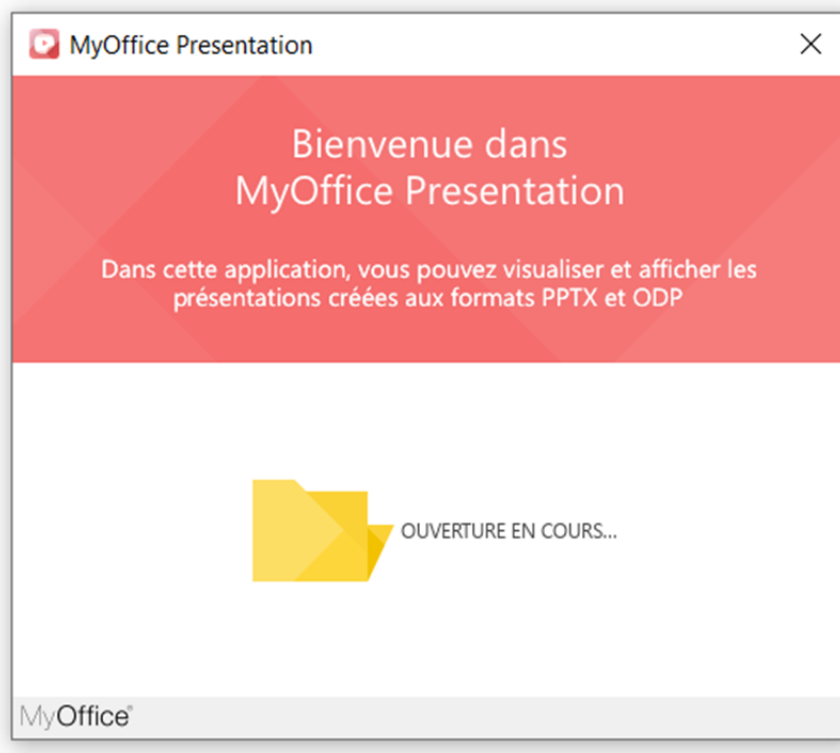 MyOffice Presentation
Bienvenue dans
MyOffice Presentation
Dans cette application, vous pouvez visualiser et afficher les
présentations créées aux formats PPTX et ODP
OUVERTURE EN COURS...
MyOffice®